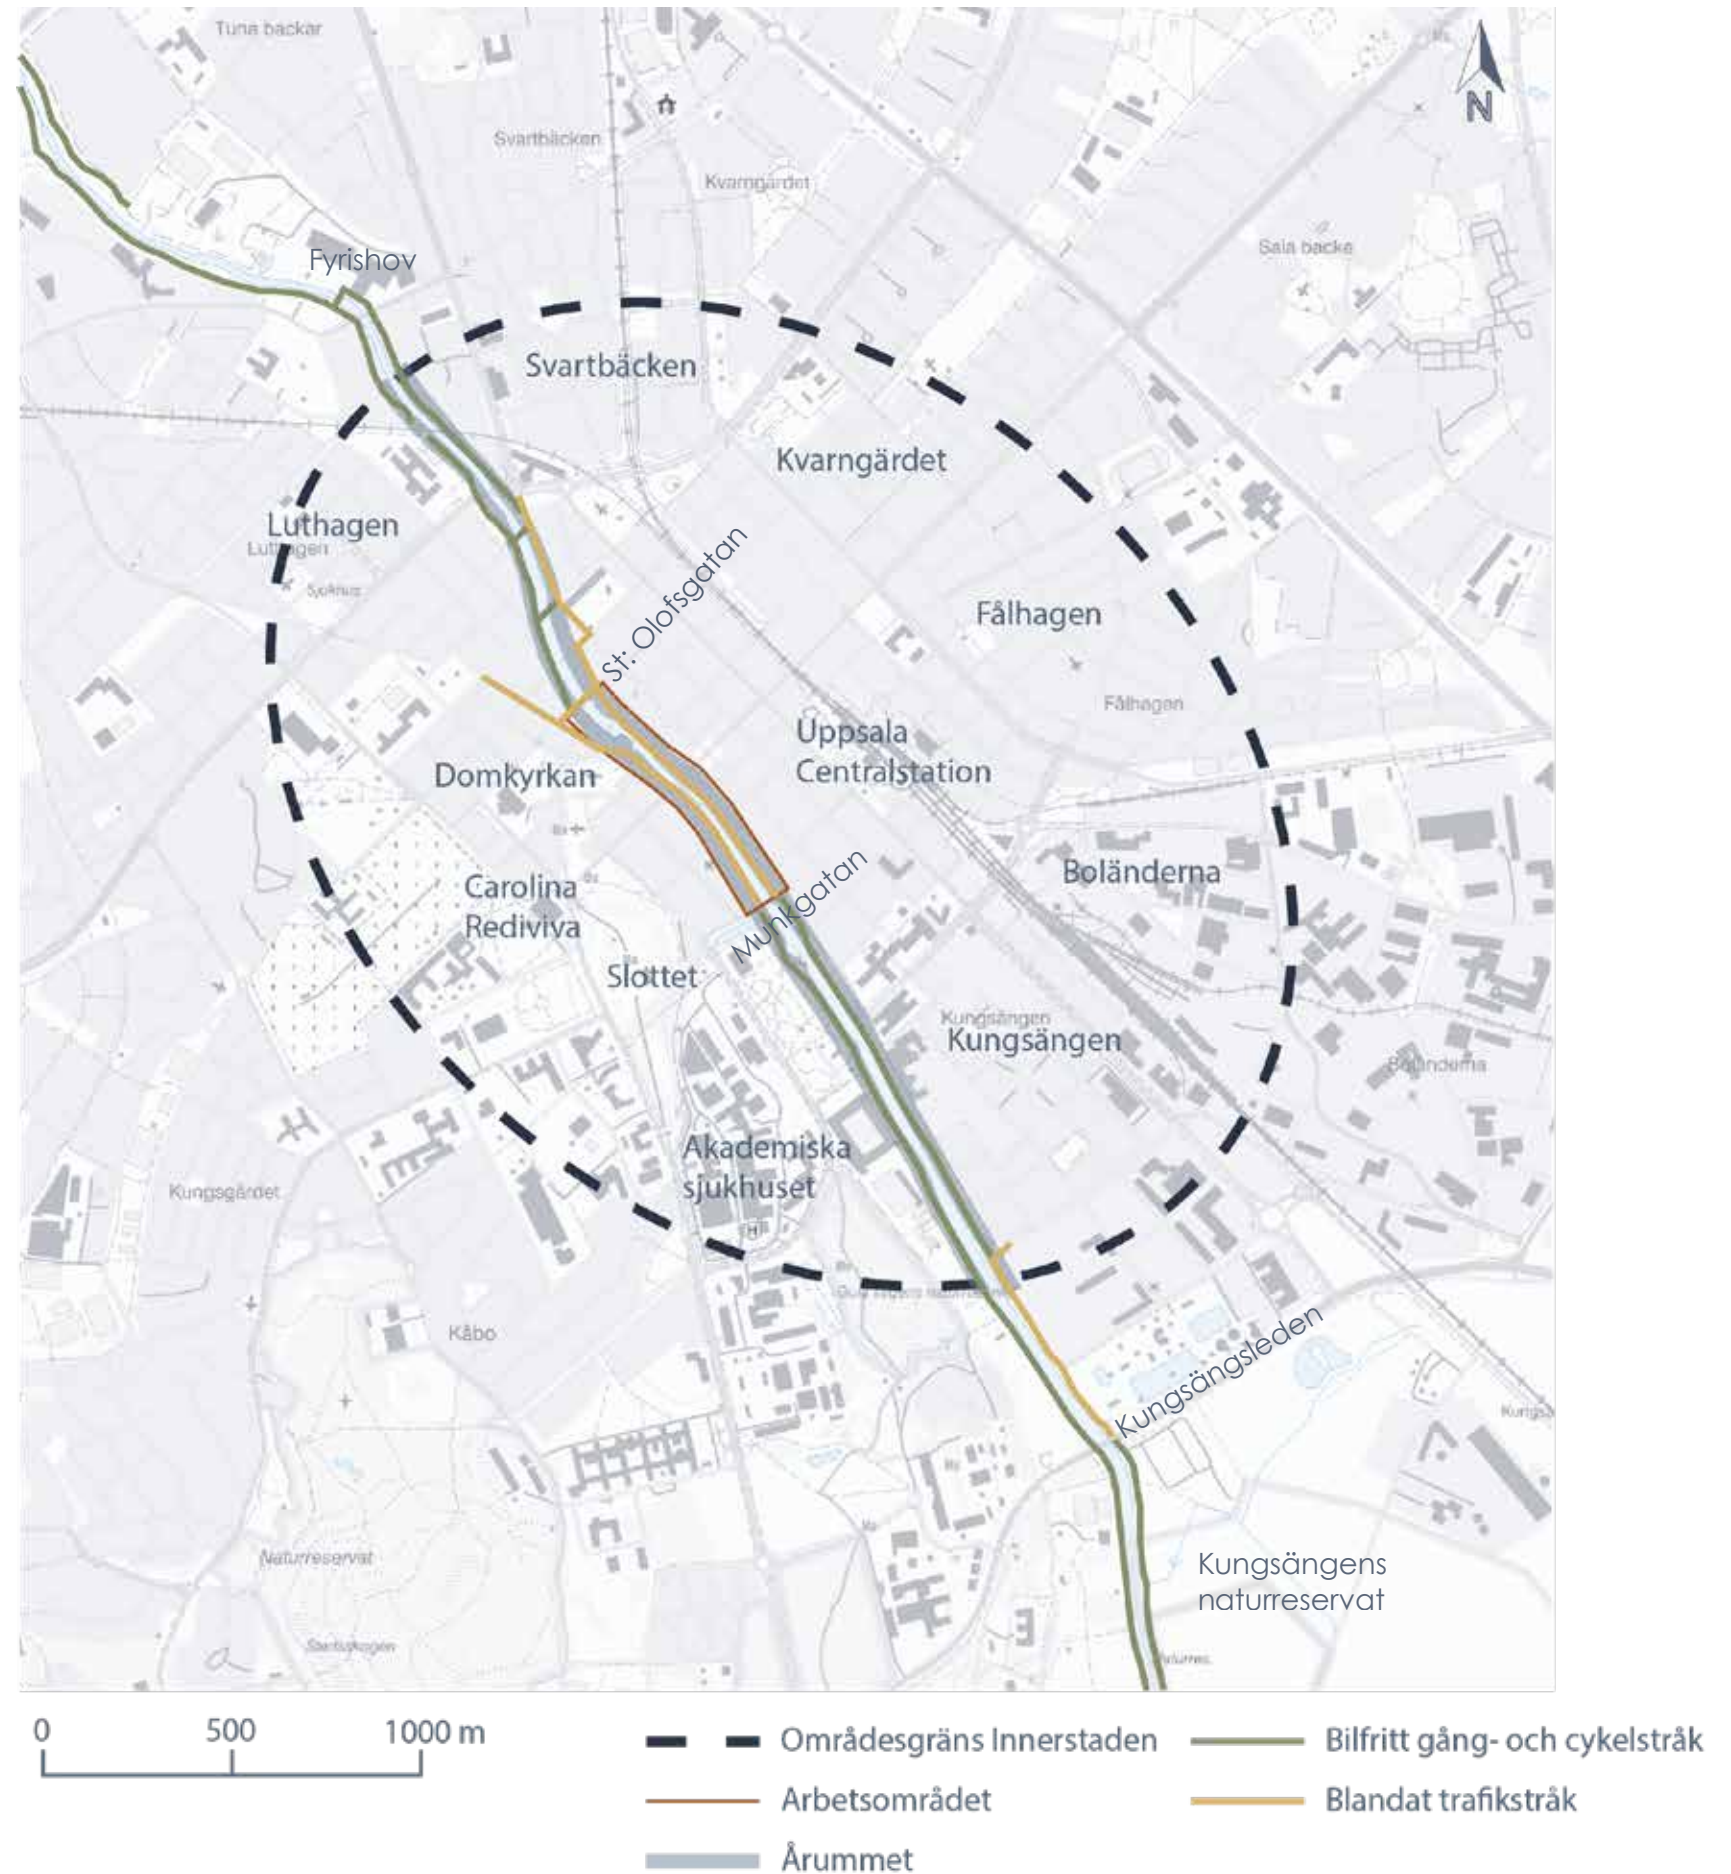 Tuna backar
N
Svartbäcken
Kvarngärdet
Sala backe
Fyrishov
Svartbäcken
Kvarngärdet
Luthagen
Luthagen
Sjukhus
St: Olofsgatan
Fålhagen
Fålhagen
Uppsala
Centralstation
Domkyrkan
Carolina
Rediviva
Munkgatan
Boländerna
Slottet
Kungsängen
Kungsängen
Boländerna
Akademiska
sjukhuset
H
Kungsgärdet
Kåbo
Kungsängsleden
Naturreservat
Kungsängens
naturreservat
0 500 1000 m
Områdesgräns Innerstaden
Arbetsområdet
Årummet
Bilfritt gång- och cykelstråk
Blandat trafikstråk